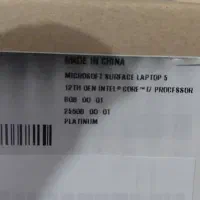 MADE IN CHINA
MICROSOFT SURFACE LAPTOP 5
12TH GEN INTEL® CORE™ I7 PROCESSOR
PLATINUM